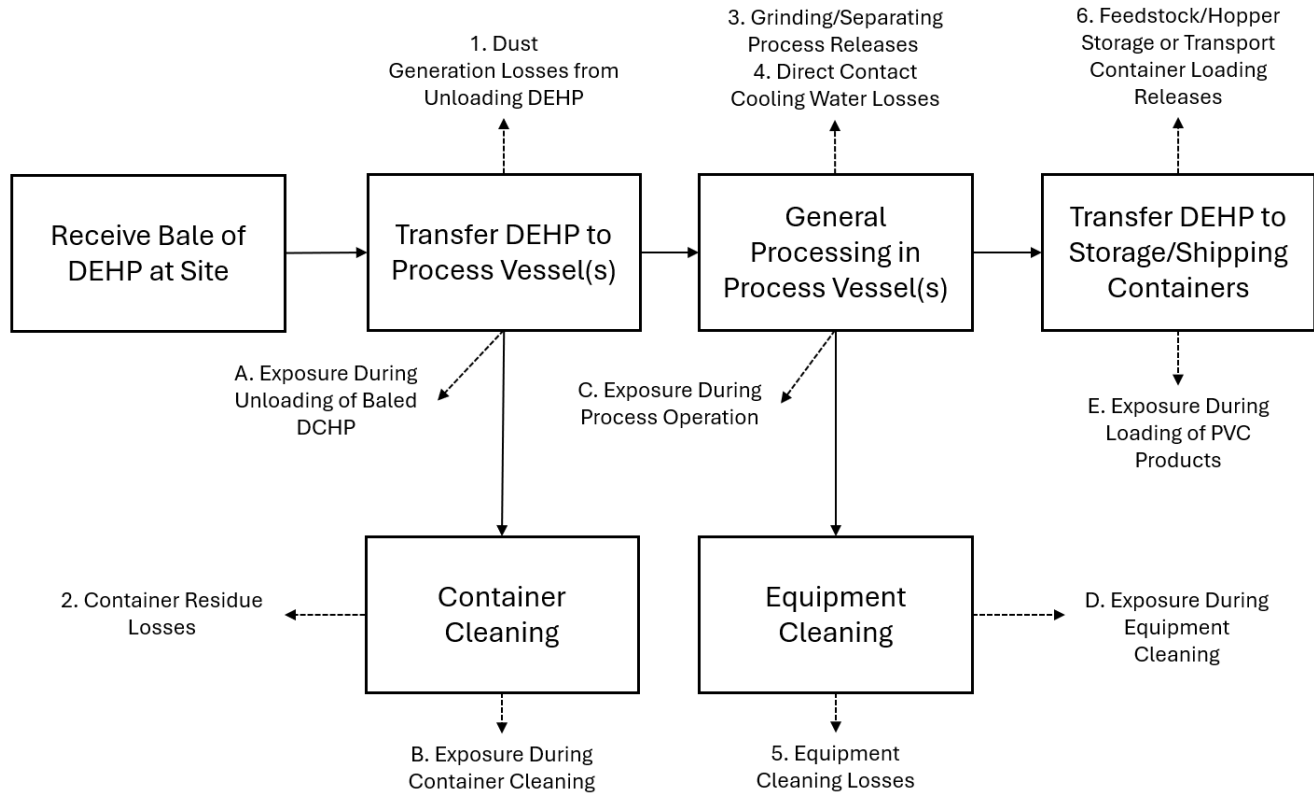 1. Dust
Generation Losses from
Unloading DEHP
3. Grinding/Separating
Process Releases
4. Direct Contact
Cooling Water Losses
6. Feedstock/Hopper
Storage or Transport
Container Loading
Releases
Receive Bale of
DEHP at Site
Transfer DEHP to
Process Vessel(s)
General
Processing in
Process Vessel(s)
Transfer DEHP to
Storage/Shipping
Containers
A. Exposure During
Unloading of Baled
DCHP
C. Exposure During
Process Operation
E. Exposure During
Loading of PVC
Products
2. Container Residue
Losses
Container
Cleaning
Equipment
Cleaning
D. Exposure During
Equipment
Cleaning
B. Exposure During
Container Cleaning
5. Equipment
Cleaning Losses